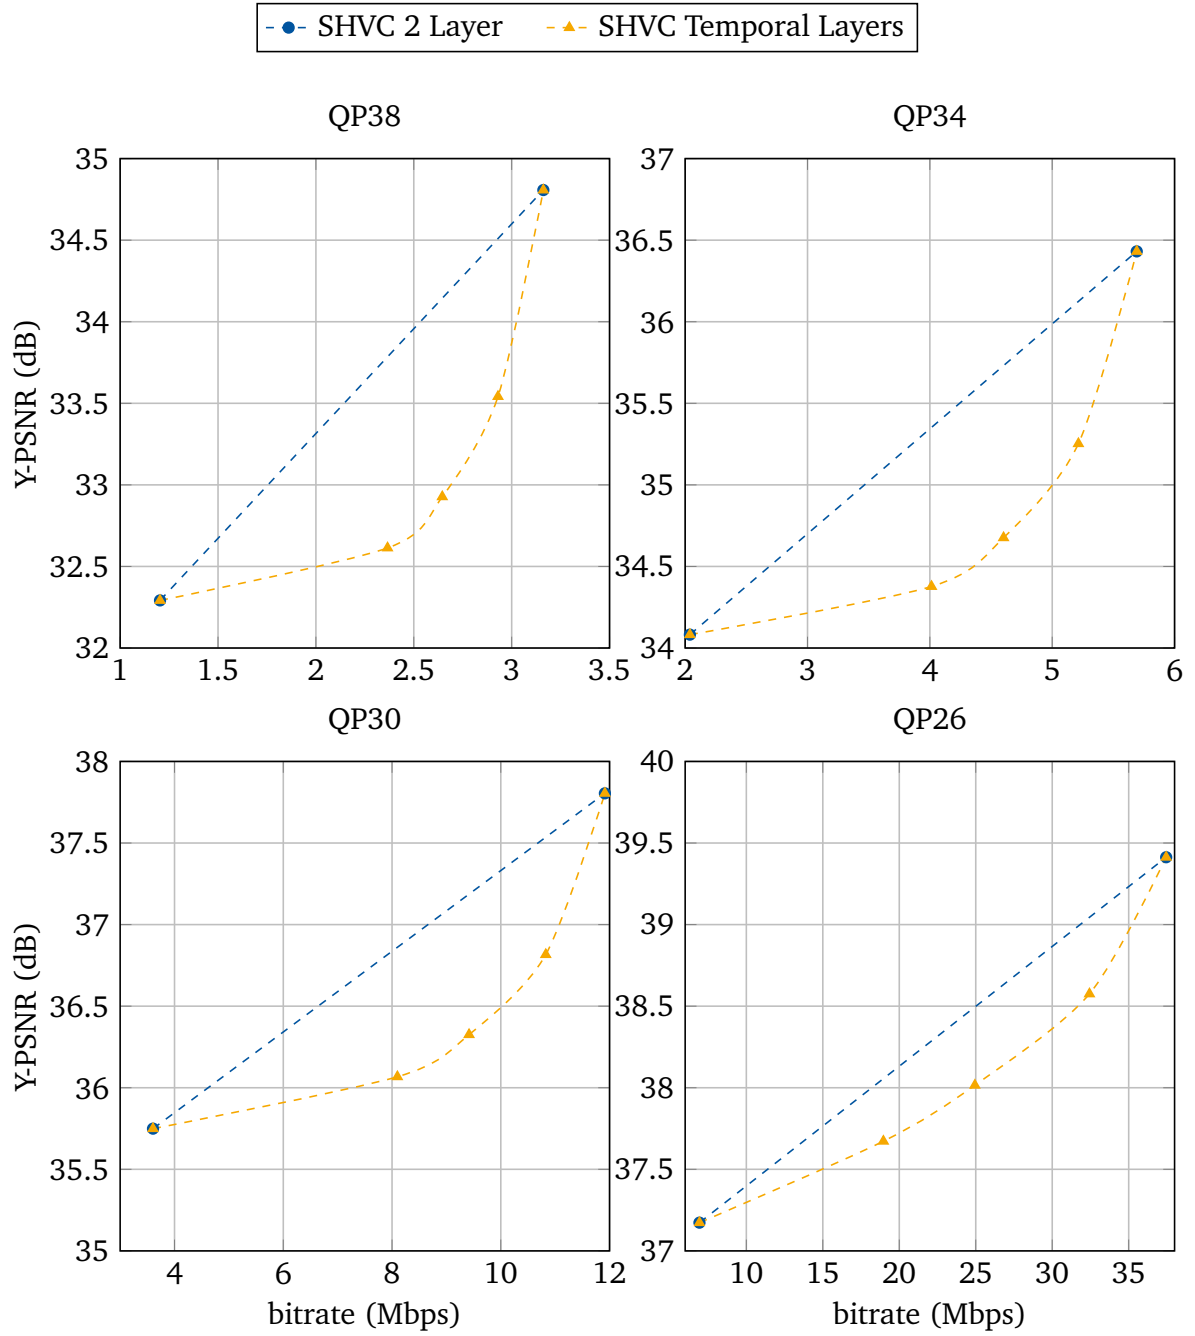 SHVC 2 Layer SHVC Temporal Layers
QP38 QP34
35 37
34.5 36.5
34 36
33.5 35.5
33 35
32.5 34.5
32 34
1 1.5 2 2.5 3 3.5 2 3 4 5 6
Y-PSNR (dB)
QP30 QP26
38 40
37.5 39.5
37 39
36.5 38.5
36 38
35.5 37.5
35 37
4 6 8 10 12 10 15 20 25 30 35
Y-PSNR (dB)
bitrate (Mbps) bitrate (Mbps)